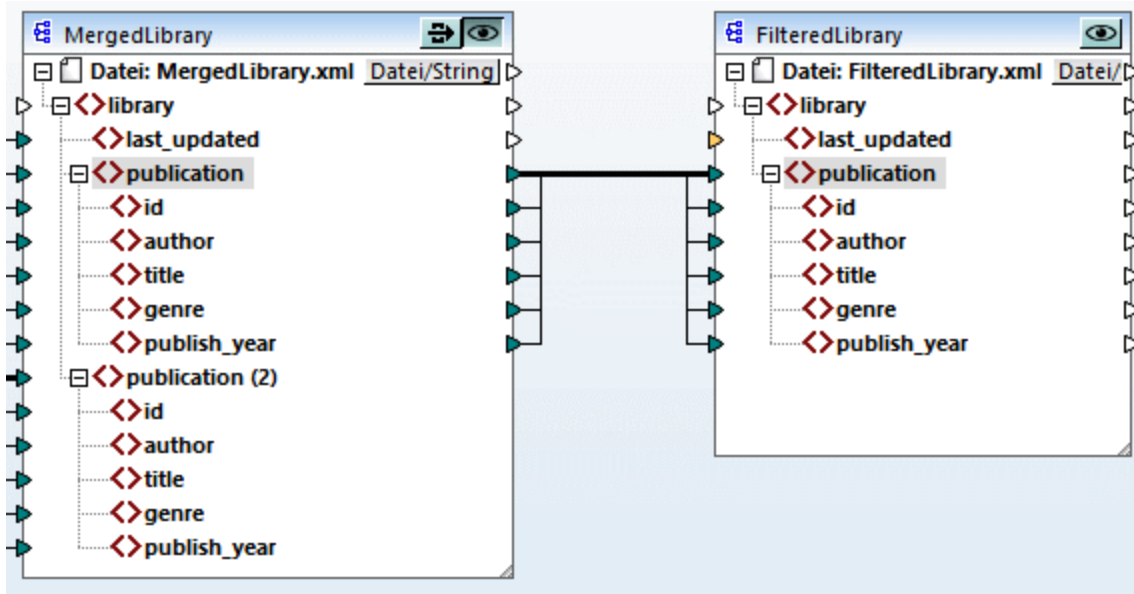 MergedLibrary
Datei: MergedLibrary.xml Datei/String
library
last_updated
publication
id
author
title
genre
publish_year
publication (2)
id
author
title
genre
publish_year
FilteredLibrary
Datei: FilteredLibrary.xml Datei/
library
last_updated
publication
id
author
title
genre
publish_year